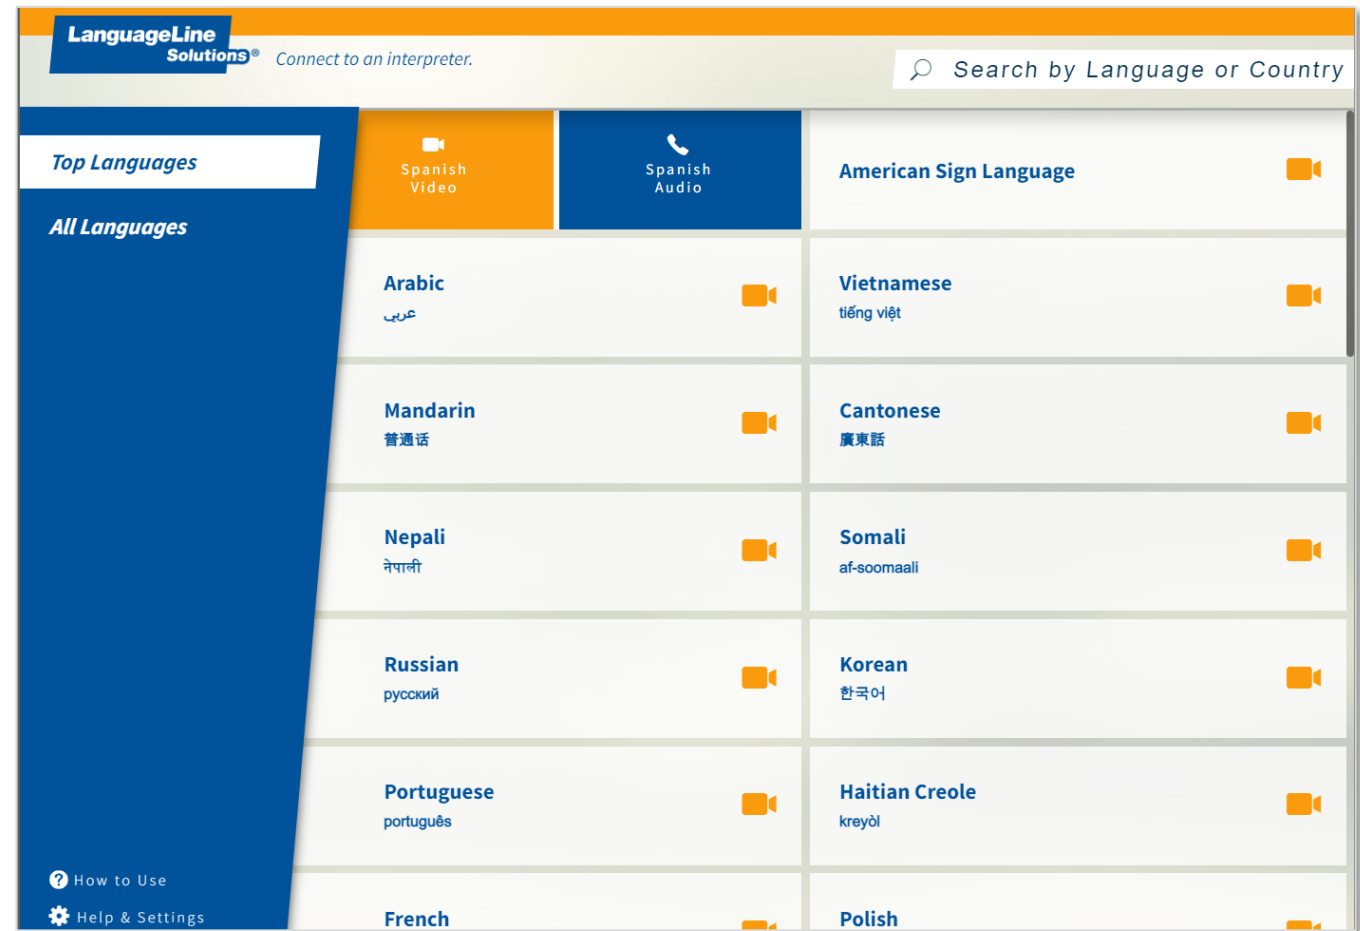 LanguageLine
Solutions®
Connect to an interpreter.
Search by Language or Country
Top Languages
All Languages
Spanish
Video
Spanish
Audio
American Sign Language
Arabic
عربي
Vietnamese
tiếng việt
Mandarin
普通话
Cantonese
廣東話
Nepali
नेपाली
Somali
af-soomaali
Russian
русский
Korean
한국어
Portuguese
português
Haitian Creole
kreyòl
French
Polish
? How to Use
Help & Settings